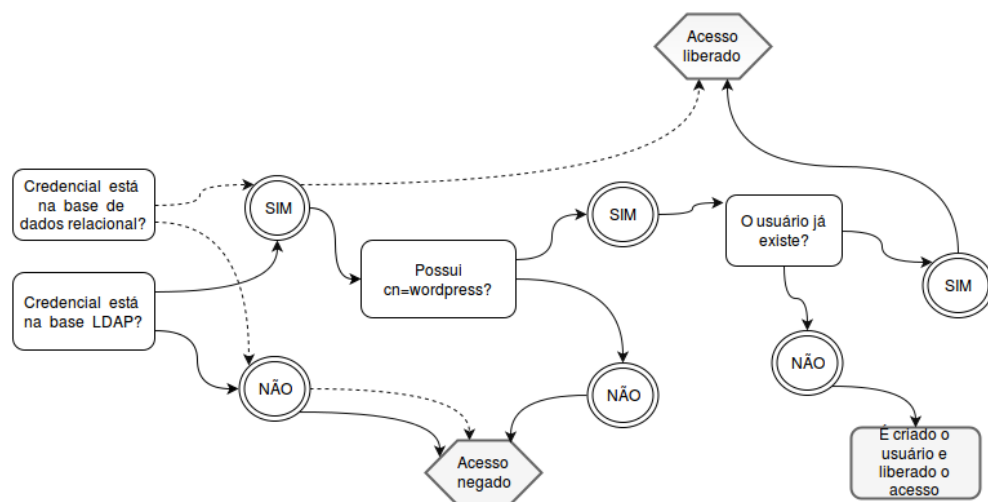 Acesso
liberado
Credencial está
na base de
dados relacional?
SIM
SIM
O usuário já
existe?
Possui
cn=wordpress?
SIM
Credencial está
na base LDAP?
NÃO
NÃO
NÃO
Acesso
negado
É criado o
usuário e
liberado o
acesso